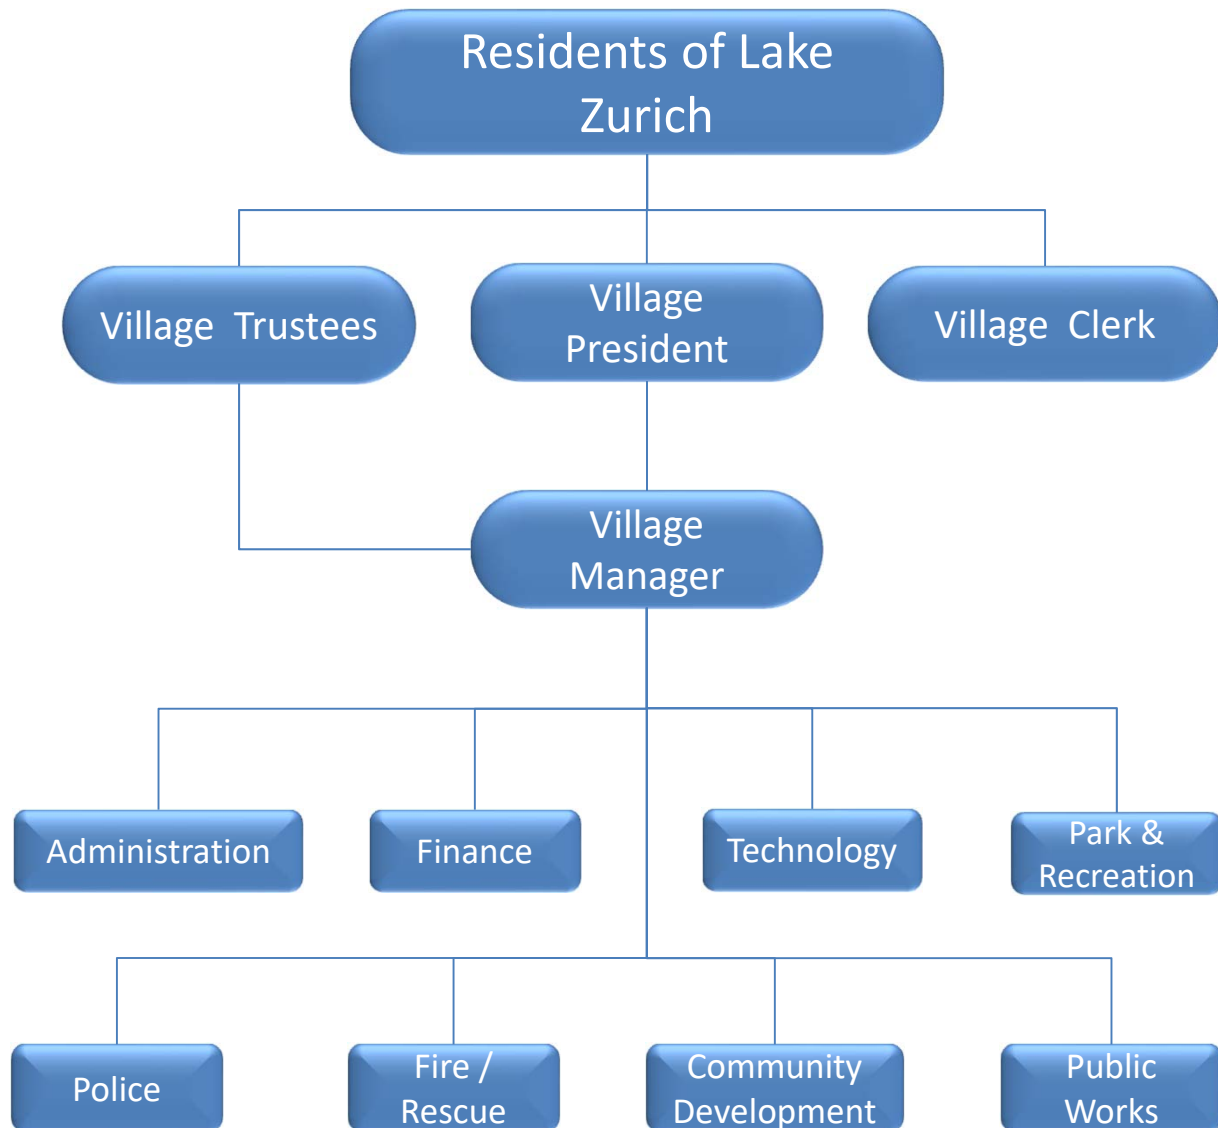 Residents of Lake
Zurich
Village Trustees
Village
President
Village Clerk
Village
Manager
Administration
Finance
Technology
Park &
Recreation
Police
Fire /
Rescue
Community
Development
Public
Works